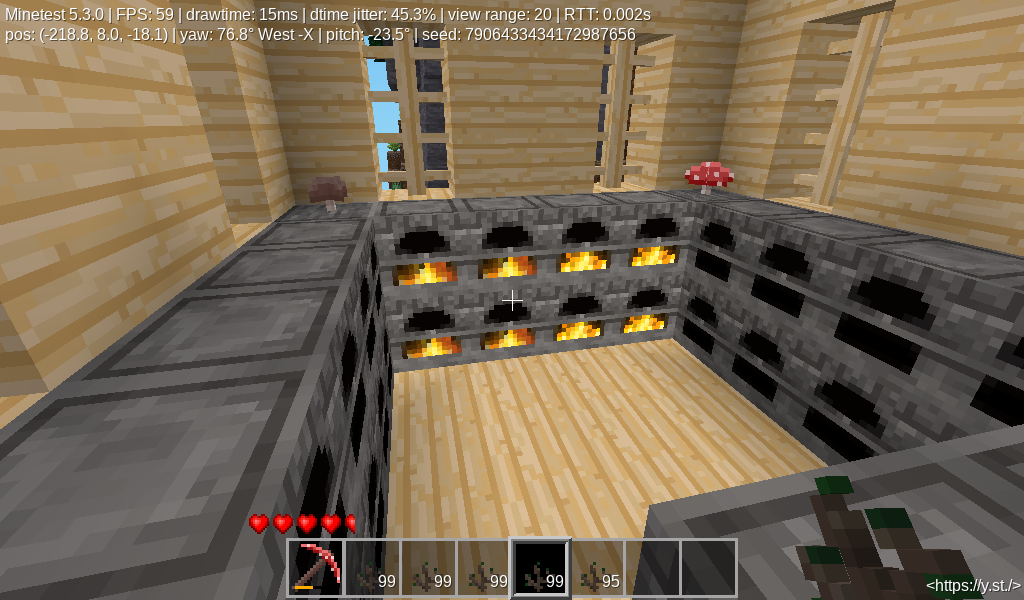 Minetest 5.3.0 | FPS: 59 | drawtime: 15ms | dtime jitter: 45.3% | view range: 20 | RTT: 0.002s
pos: (-218.8, 8.0, -18.1) | yaw: 76.8° West -X | pitch: -23.5° | seed: 7906433434172987656
99 99 99 99 95
<https://y.st./>